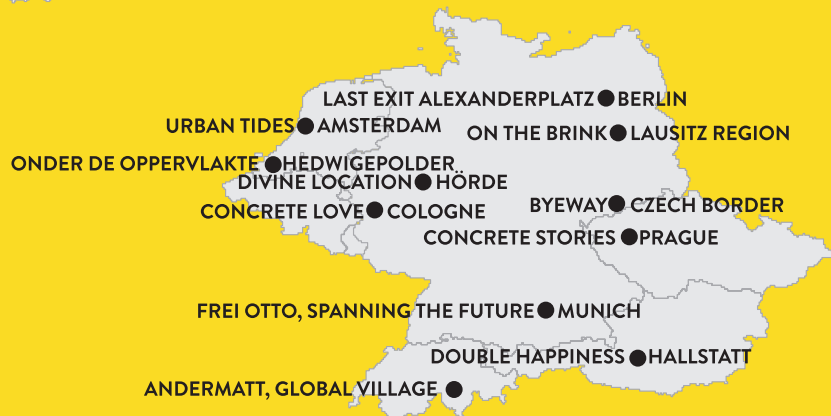 LAST EXIT ALEXANDERPLATZ BERLIN
URBAN TIDES AMSTERDAM
ON THE BRINK LAUSITZ REGION
ONDER DE OPPERVLAKTE HEDWIGEPOLDER
DIVINE LOCATION HÖRDE
BYEWAY CZECH BORDER
CONCRETE LOVE COLOGNE
CONCRETE STORIES PRAGUE
FREI OTTO, SPANNING THE FUTURE MUNICH
DOUBLE HAPPINESS HALLSTATT
ANDERMATT, GLOBAL VILLAGE